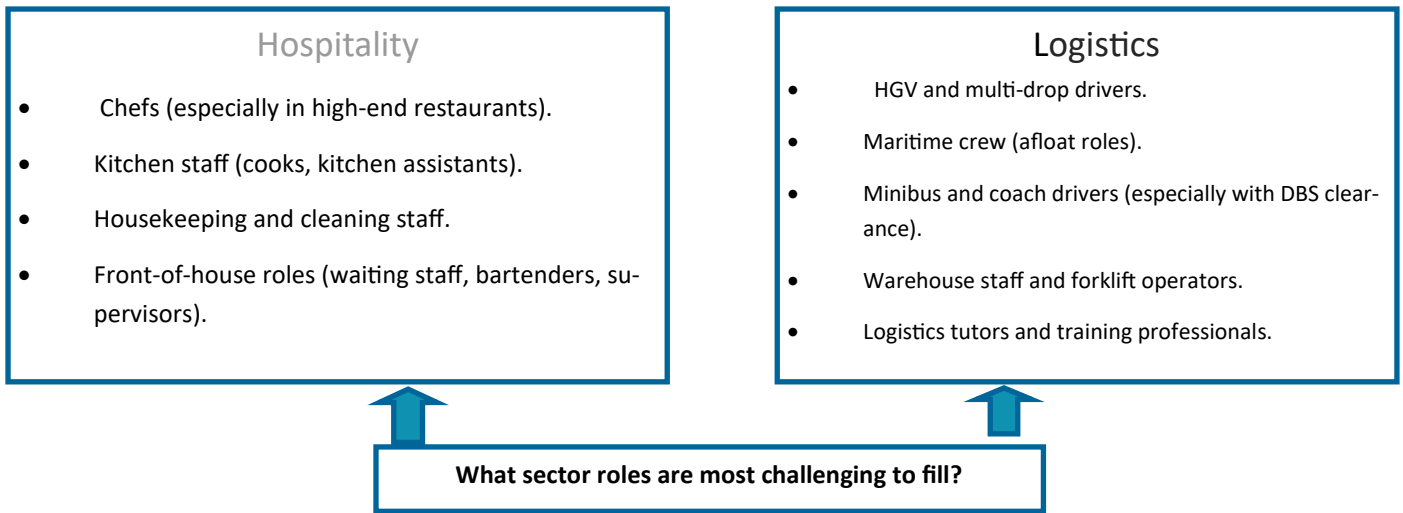 Hospitality
• Chefs (especially in high-end restaurants).
• Kitchen staff (cooks, kitchen assistants).
• Housekeeping and cleaning staff.
• Front-of-house roles (waiting staff, bartenders, su-
pervisors).
Logistics
• HGV and multi-drop drivers.
• Maritime crew (afloat roles).
• Minibus and coach drivers (especially with DBS clear-
ance).
• Warehouse staff and forklift operators.
• Logistics tutors and training professionals.
What sector roles are most challenging to fill?